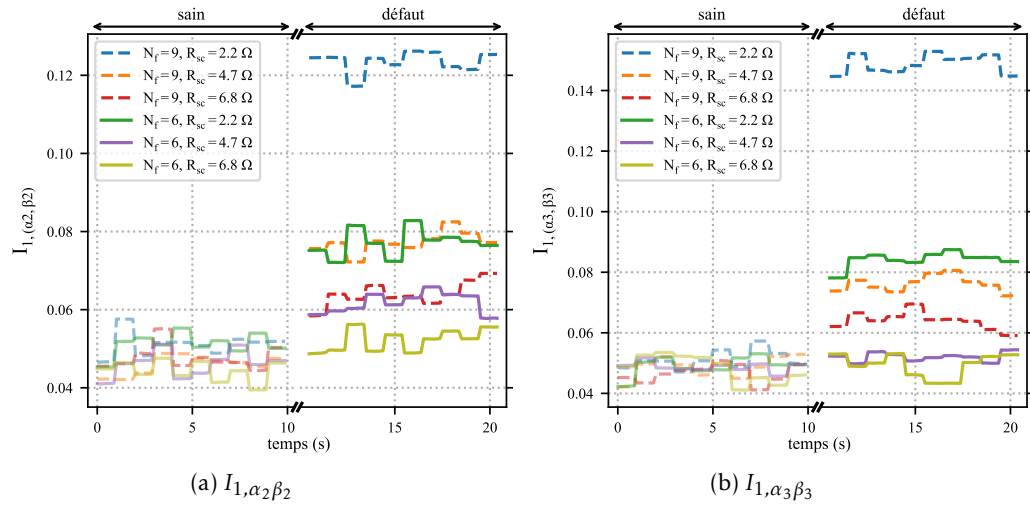 sain défaut
N_f = 9, R_sc = 2.2 Ω
N_f = 9, R_sc = 4.7 Ω
N_f = 9, R_sc = 6.8 Ω
N_f = 6, R_sc = 2.2 Ω
N_f = 6, R_sc = 4.7 Ω
N_f = 6, R_sc = 6.8 Ω
0.12
0.10
0.08
0.06
0.04
I_1,(α2, β2)
0 5 10 15 20
temps (s)
(a) I_1,α_2β_2
sain défaut
N_f = 9, R_sc = 2.2 Ω
N_f = 9, R_sc = 4.7 Ω
N_f = 9, R_sc = 6.8 Ω
N_f = 6, R_sc = 2.2 Ω
N_f = 6, R_sc = 4.7 Ω
N_f = 6, R_sc = 6.8 Ω
0.14
0.12
0.10
0.08
0.06
0.04
I_1,(α3, β3)
0 5 10 15 20
temps (s)
(b) I_1,α_3β_3